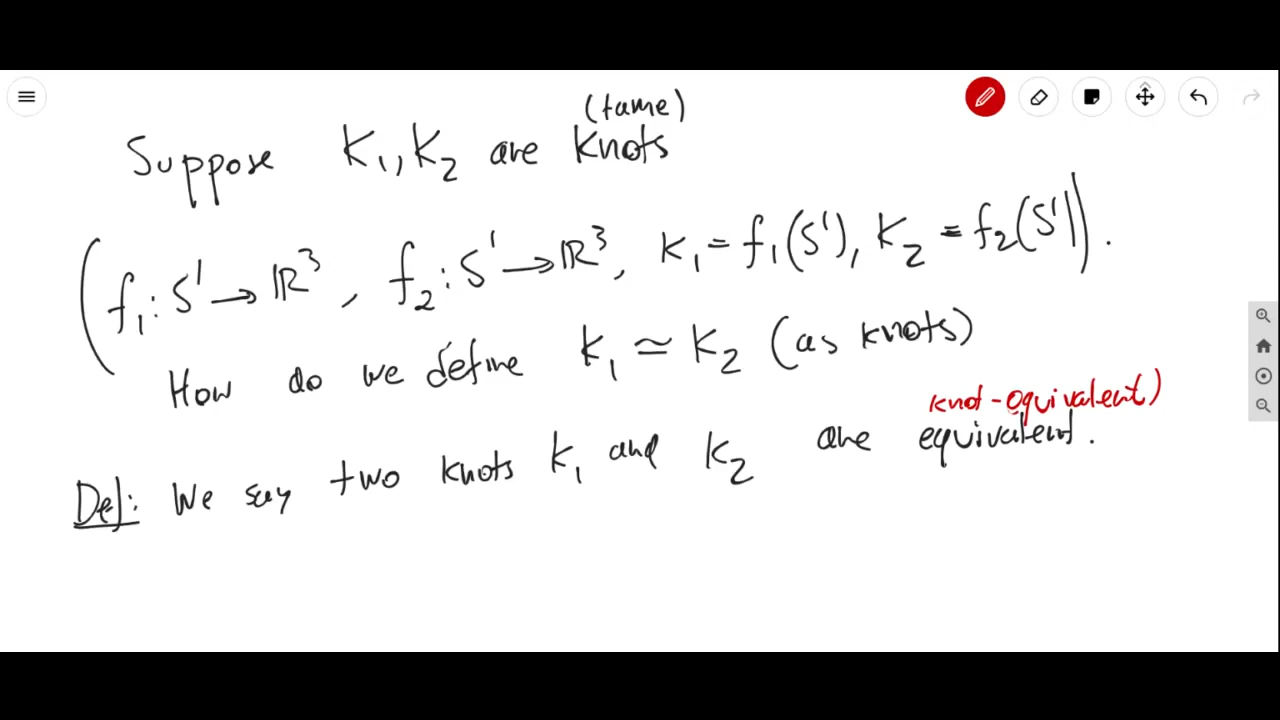 (tame)
Suppose K₁, K₂ are knots
(f₁: S¹ → ℝ³, f₂: S¹ → ℝ³, K₁ = f₁(S¹), K₂ = f₂(S¹)).
How do we define K₁ ≃ K₂ (as knots)
knot-equivalent)
Def: We say two knots K₁ and K₂ are equivalent.